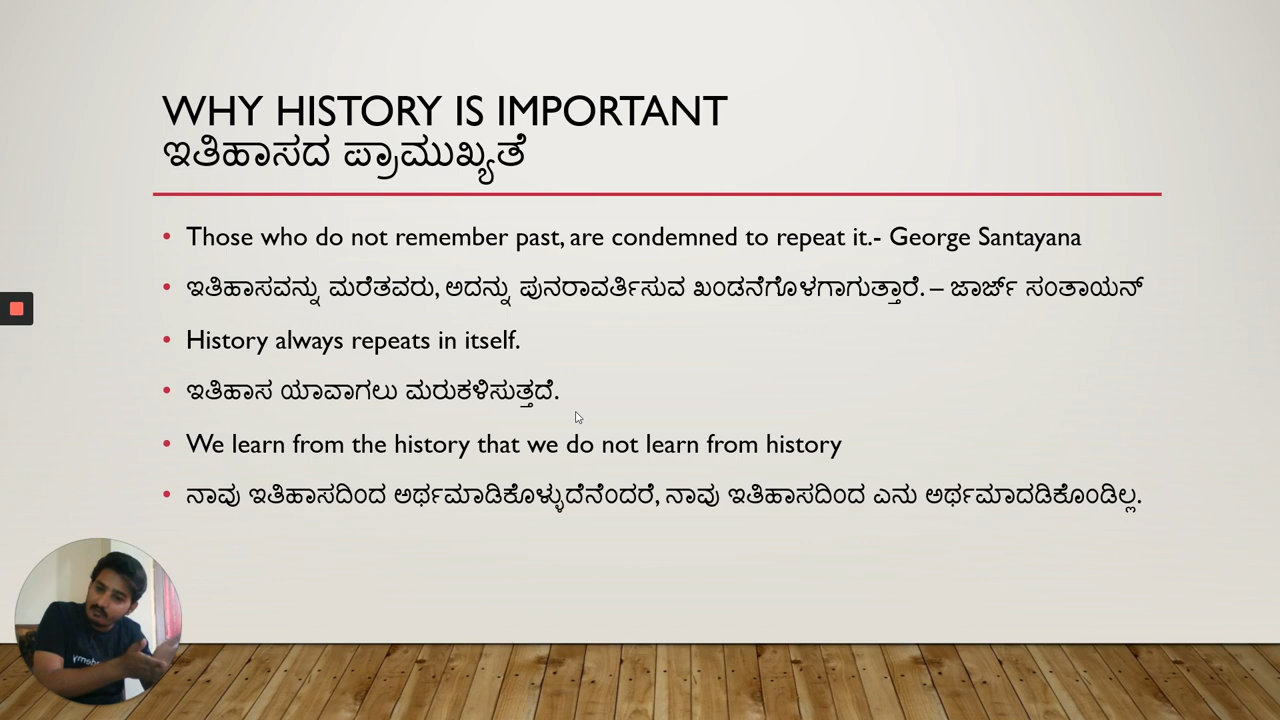 WHY HISTORY IS IMPORTANT
ಇತಿಹಾಸದ ಪ್ರಾಮುಖ್ಯತೆ
Those who do not remember past, are condemned to repeat it.- George Santayana
ಇತಿಹಾಸವನ್ನು ಮರೆತವರು, ಅದನ್ನು ಪುನರಾವರ್ತಿಸುವ ಖಂಡನೆಗೊಳಗಾಗುತ್ತಾರೆ. – ಜಾರ್ಜ್ ಸಂತಾಯನ್
History always repeats in itself.
ಇತಿಹಾಸ ಯಾವಾಗಲು ಮರುಕಳಿಸುತ್ತದೆ.
We learn from the history that we do not learn from history
ನಾವು ಇತಿಹಾಸದಿಂದ ಅರ್ಥಮಾಡಿಕೊಳ್ಳುದೆನೆಂದರೆ, ನಾವು ಇತಿಹಾಸದಿಂದ ಎನು ಅರ್ಥಮಾದಡಿಕೊಂಡಿಲ್ಲ.